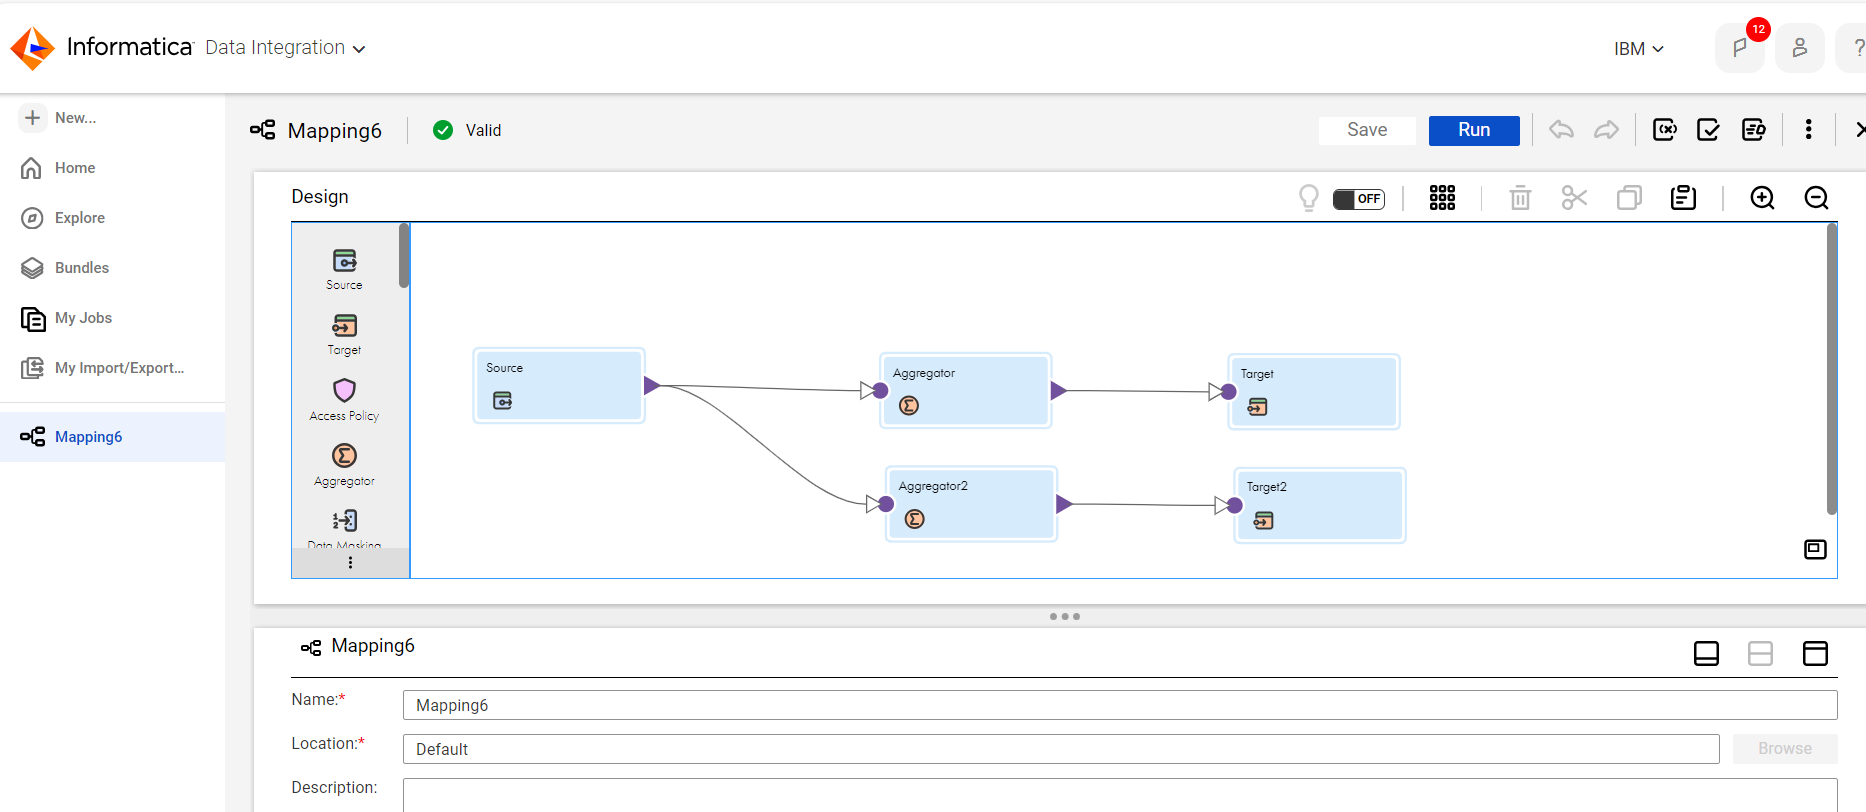 Informatica Data Integration
IBM
12
?
New...
Home
Explore
Bundles
My Jobs
My Import/Export...
Mapping6
Mapping6
Valid
Save
Run
Design
OFF
Source
Target
Access Policy
Aggregator
Data Masking
Source
Aggregator
Target
Aggregator2
Target2
Mapping6
Name:*
Mapping6
Location:*
Default
Browse
Description: